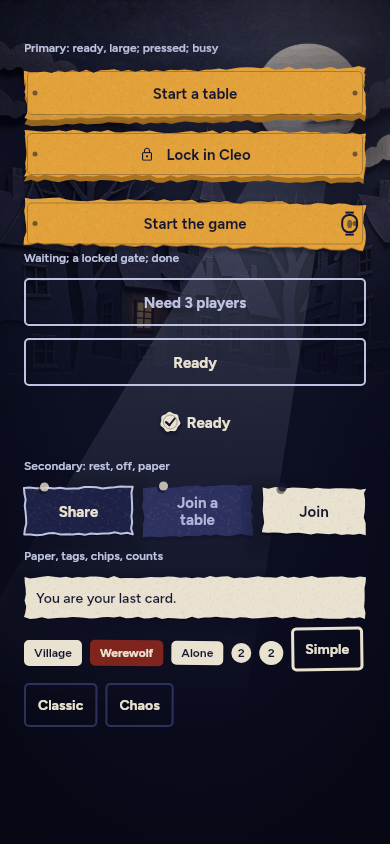 Primary: ready, large; pressed; busy
Start a table
Lock in Cleo
Start the game
Waiting; a locked gate; done
Need 3 players
Ready
Ready
Secondary: rest, off, paper
Share
Join a
table
Join
Paper, tags, chips, counts
You are your last card.
Village Werewolf Alone 2 2 Simple
Classic Chaos